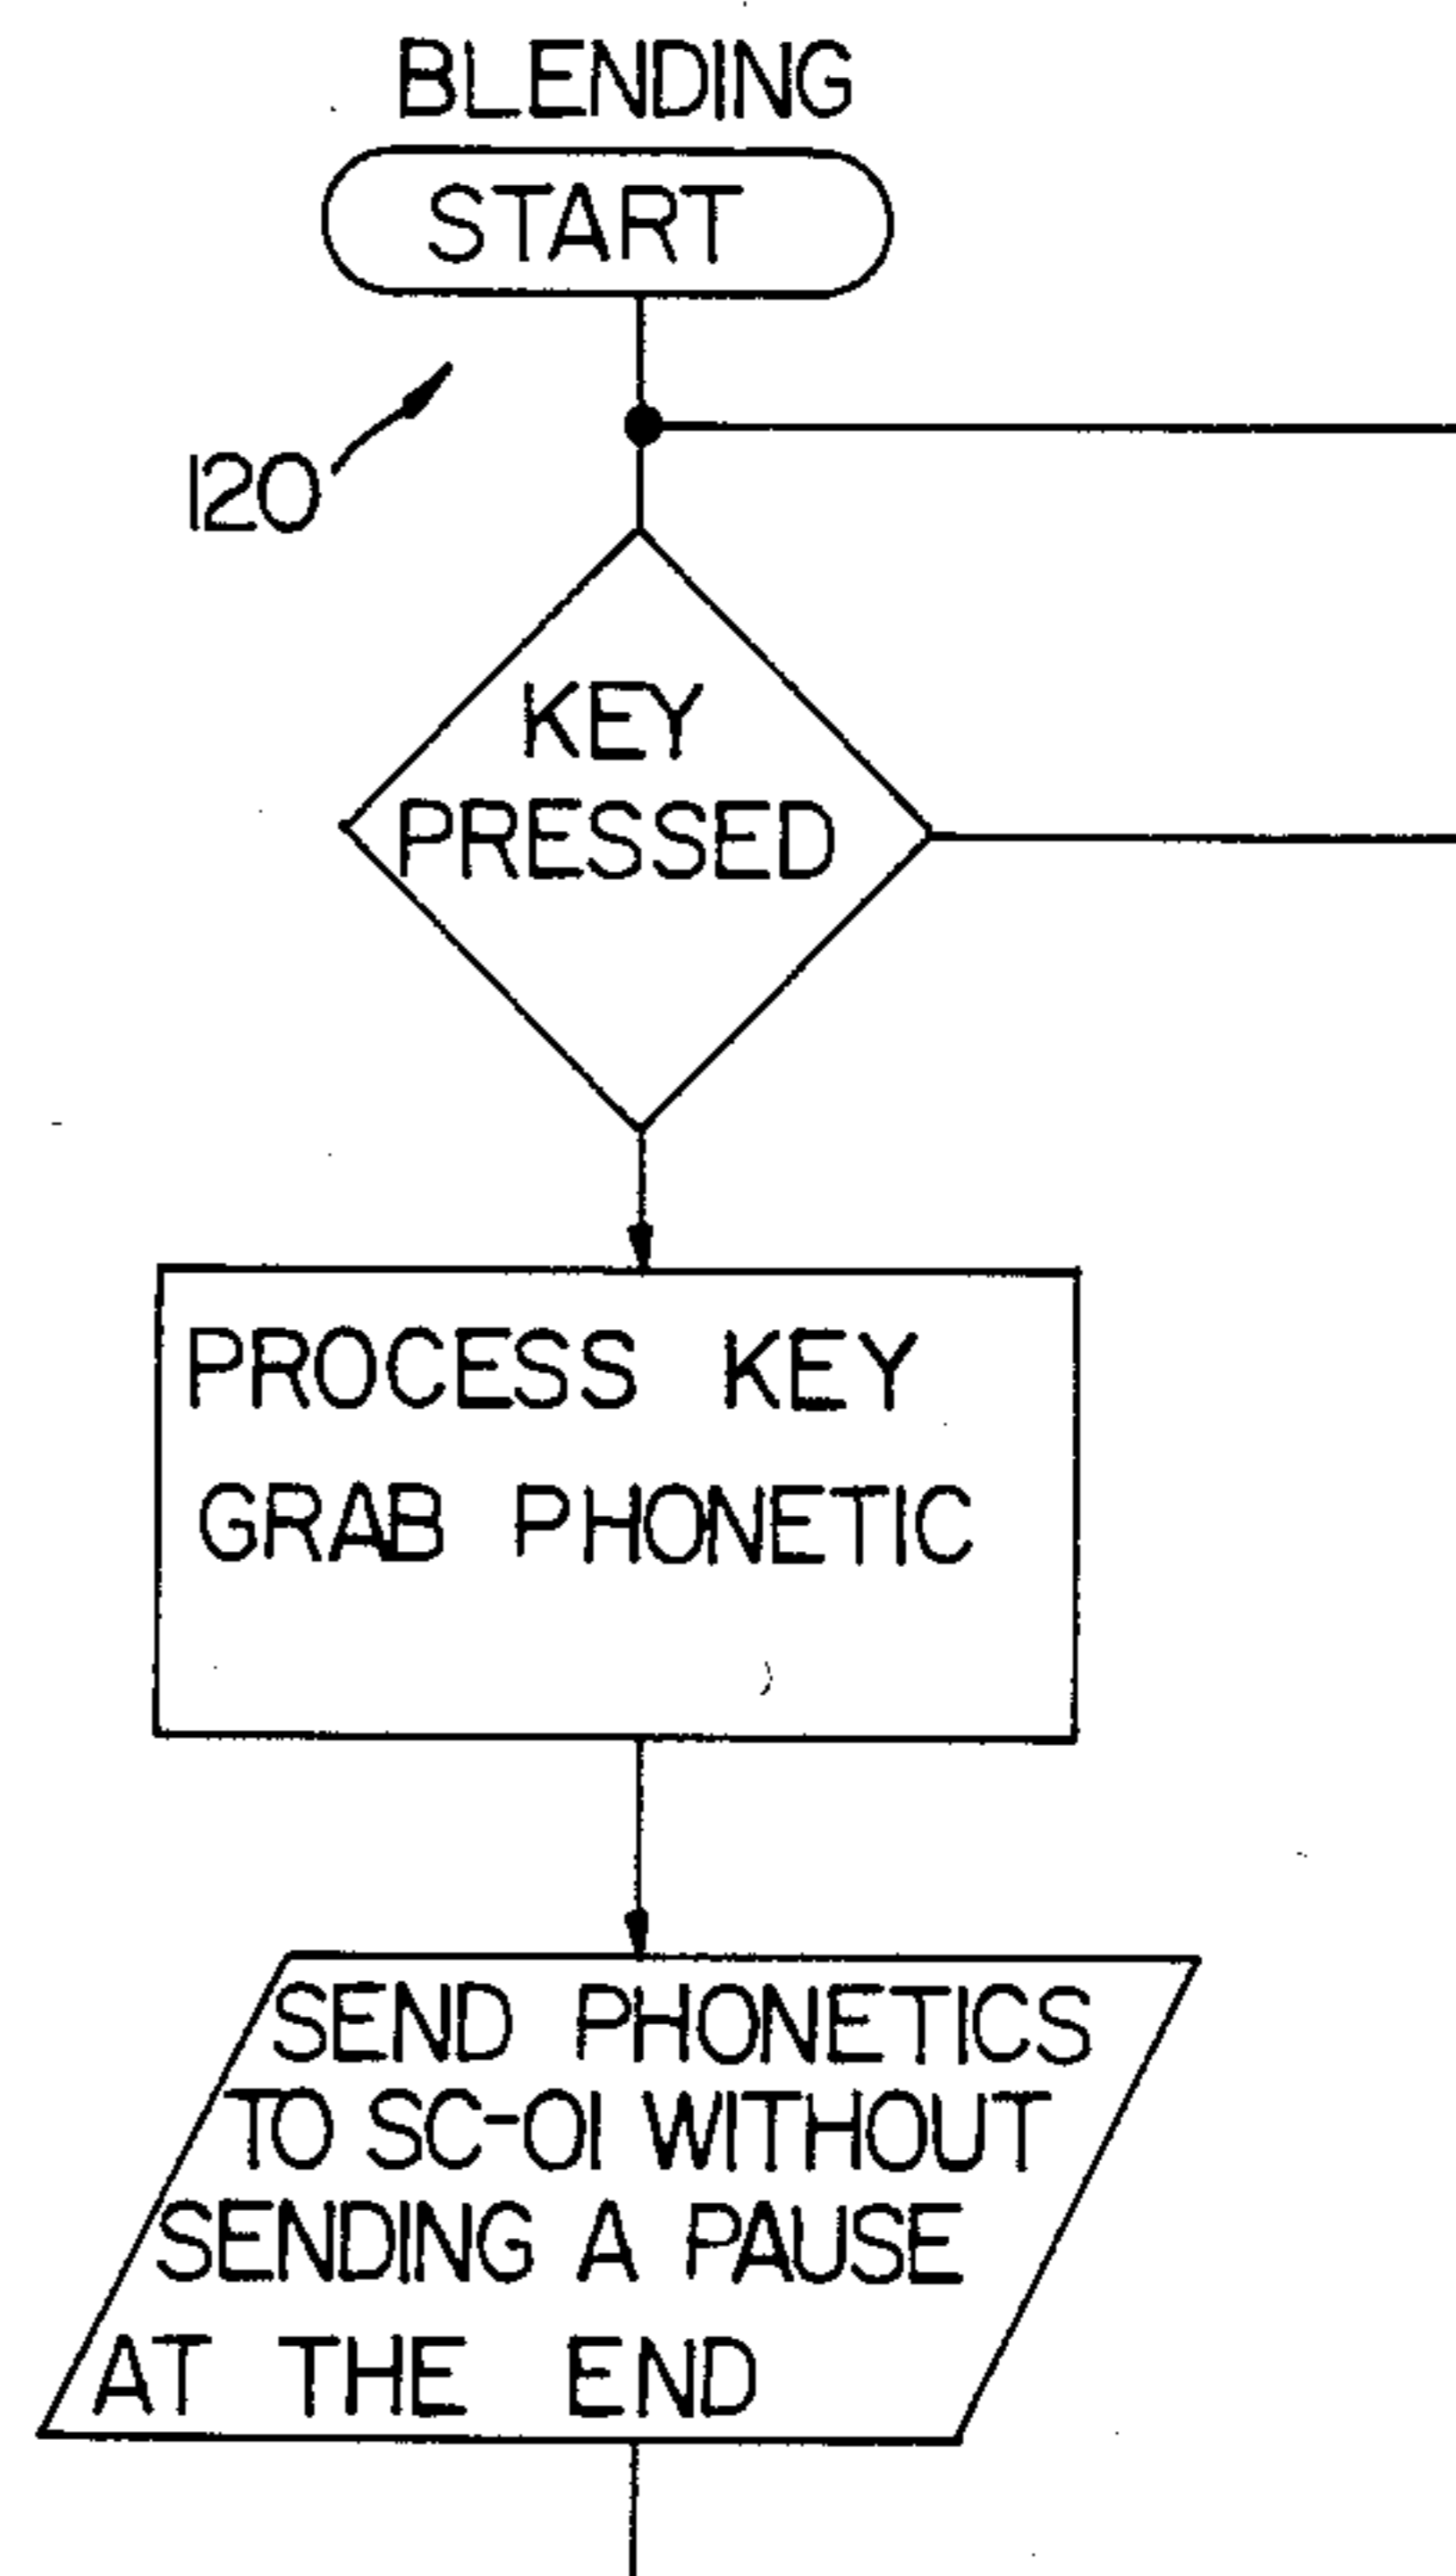 BLENDING
START
120
KEY
PRESSED
PROCESS KEY
GRAB PHONETIC
SEND PHONETICS
TO SC-01 WITHOUT
SENDING A PAUSE
AT THE END